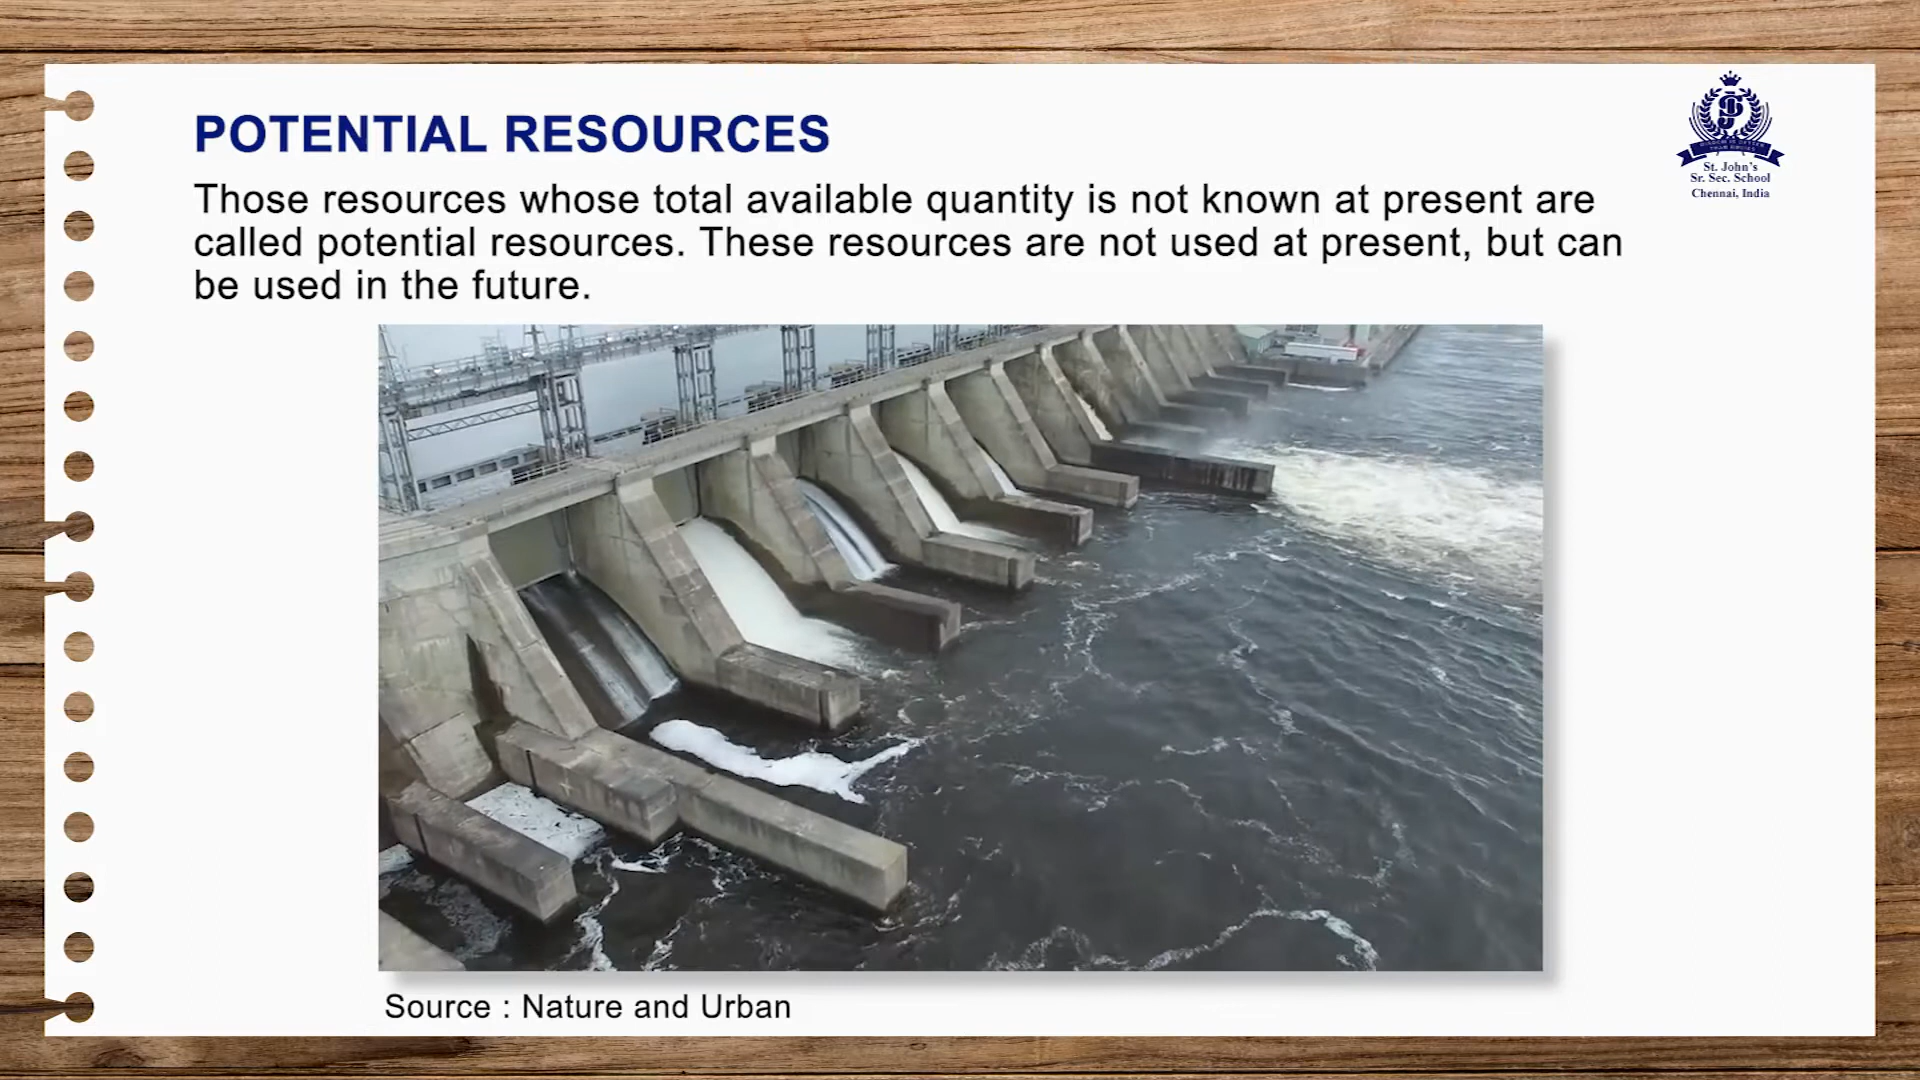 POTENTIAL RESOURCES
Those resources whose total available quantity is not known at present are
called potential resources. These resources are not used at present, but can
be used in the future.
St. John's
Sr. Sec. School
Chennai, India
Source : Nature and Urban